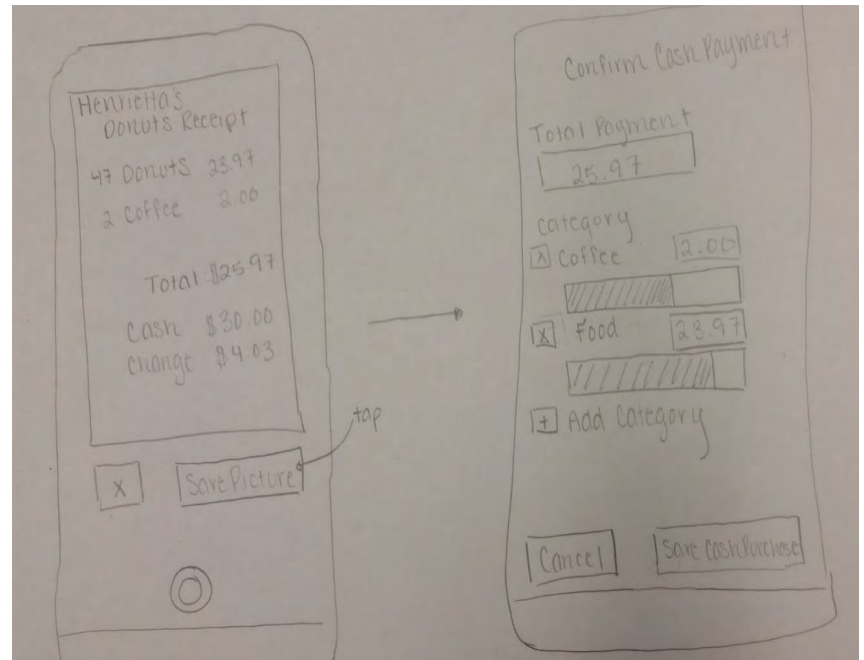 Henrietta's
Donuts Receipt
47 Donuts 23.97
2 Coffee 2.00
Total $25.97
Cash $30.00
Change $4.03
X
Save Picture
tap
Confirm Cash Payment
Total Payment
25.97
category
X Coffee 2.00
X Food 23.97
+ Add Category
Cancel
Save Cash Purchase